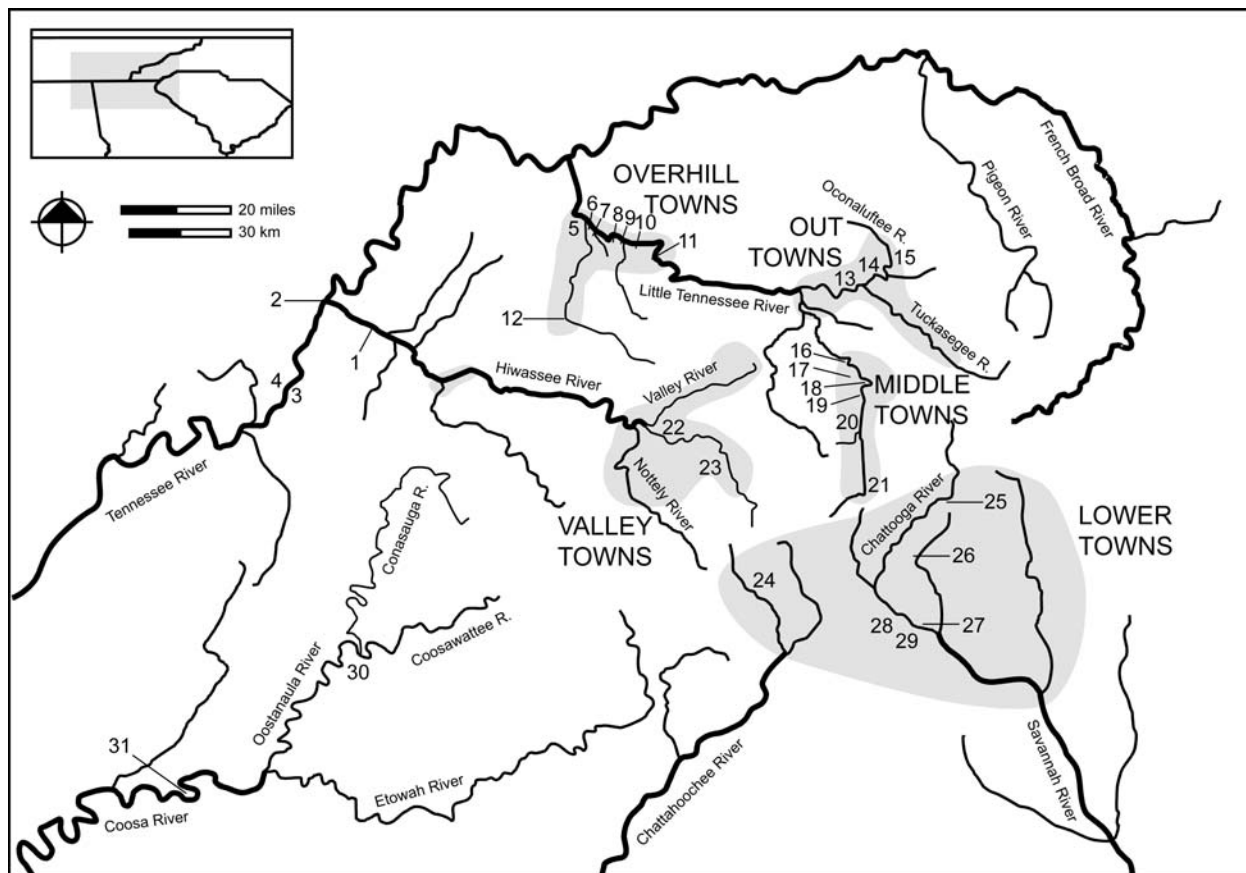 20 miles
30 km
OVERHILL
TOWNS
OUT
TOWNS
MIDDLE
TOWNS
VALLEY
TOWNS
LOWER
TOWNS
French Broad River
Pigeon River
Oconaluftee R.
Tuckasegee R.
Little Tennessee River
Hiwassee River
Valley River
Nottely River
Tennessee River
Conasauga R.
Coosawattee R.
Oostanaula River
Etowah River
Coosa River
Chattahoochee River
Chattooga River
Savannah River
1
2
3
4
5
6
7
8
9
10
11
12
13
14
15
16
17
18
19
20
21
22
23
24
25
26
27
28
29
30
31